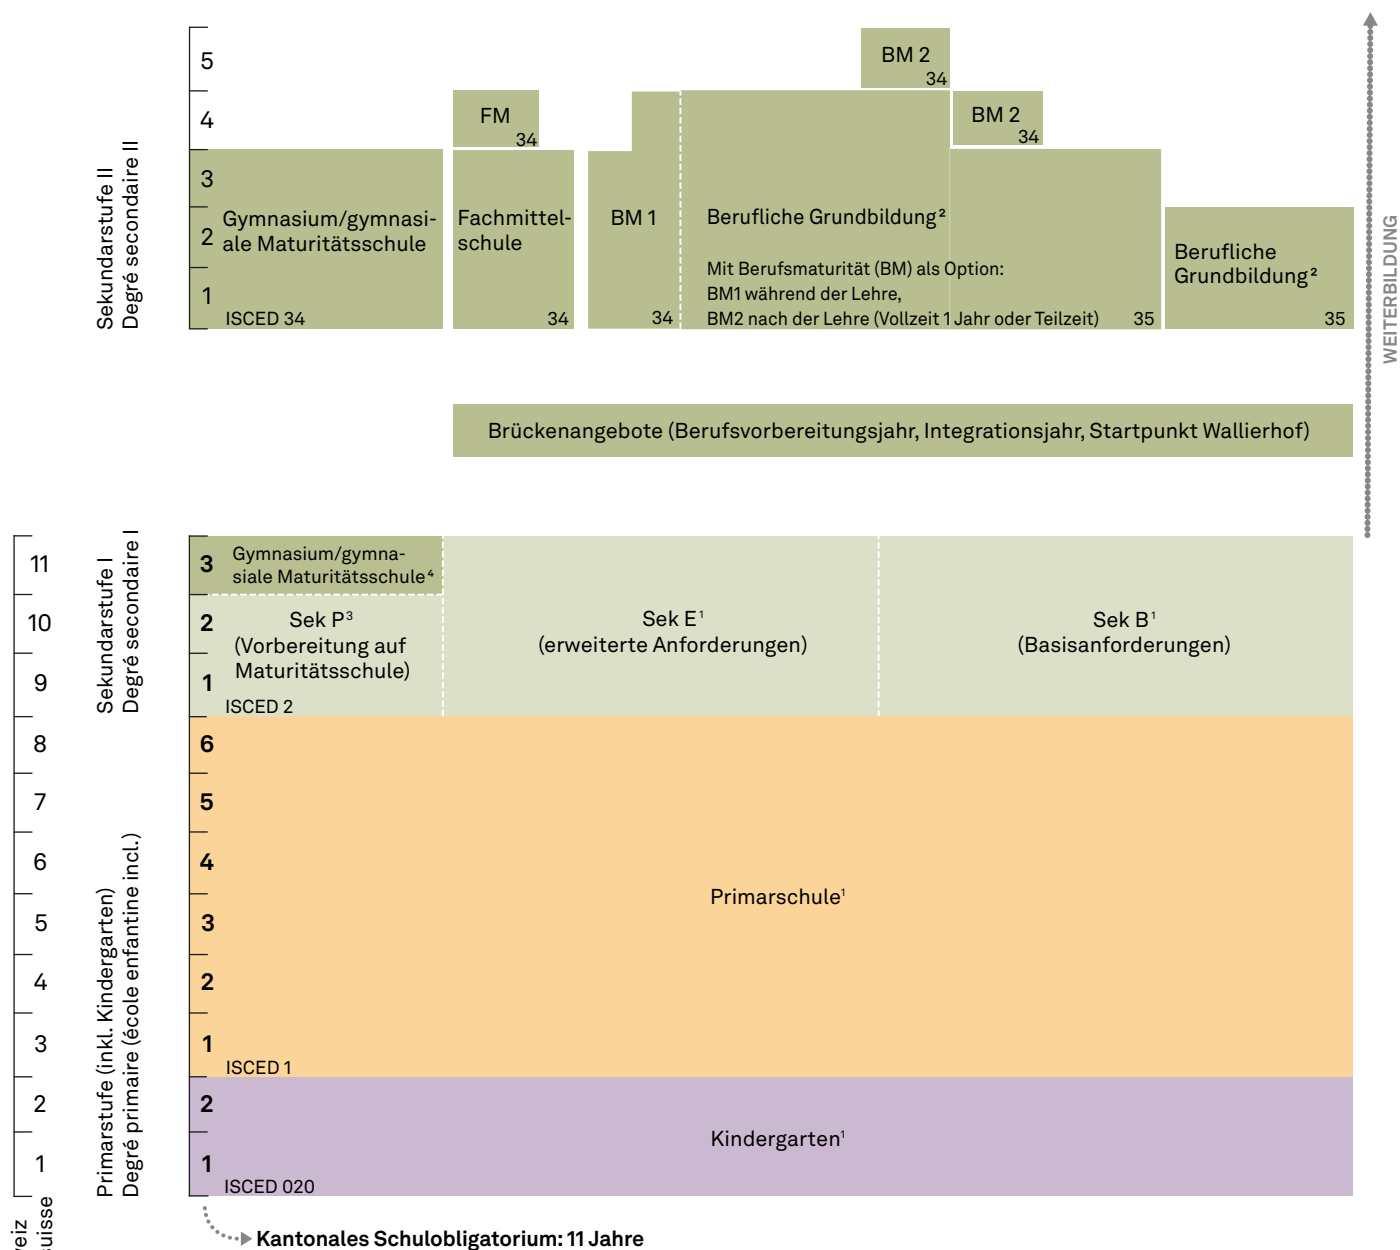 5
BM 2
34
4
FM
34
BM 2
34
Sekundarstufe II
Degré secondaire II
3
2
1
Gymnasium/gymnasi-
ale Maturitätsschule
ISCED 34
Fachmittel-
schule
34
BM 1
34
Berufliche Grundbildung²
Mit Berufsmaturität (BM) als Option:
BM1 während der Lehre,
BM2 nach der Lehre (Vollzeit 1 Jahr oder Teilzeit)
35
Berufliche
Grundbildung²
35
WEITERBILDUNG
Brückenangebote (Berufsvorbereitungsjahr, Integrationsjahr, Startpunkt Wallierhof)
11
10
9
Sekundarstufe I
Degré secondaire I
3
2
1
Gymnasium/gymna-
siale Maturitätsschule⁴
Sek P³
(Vorbereitung auf
Maturitätsschule)
ISCED 2
Sek E¹
(erweiterte Anforderungen)
Sek B¹
(Basisanforderungen)
8
7
6
5
4
3
2
1
Primarstufe (inkl. Kindergarten)
Degré primaire (école enfantine incl.)
6
5
4
3
2
1
Primarschule¹
ISCED 1
2
1
Kindergarten¹
ISCED 020
suisse
Kantonales Schulobligatorium: 11 Jahre